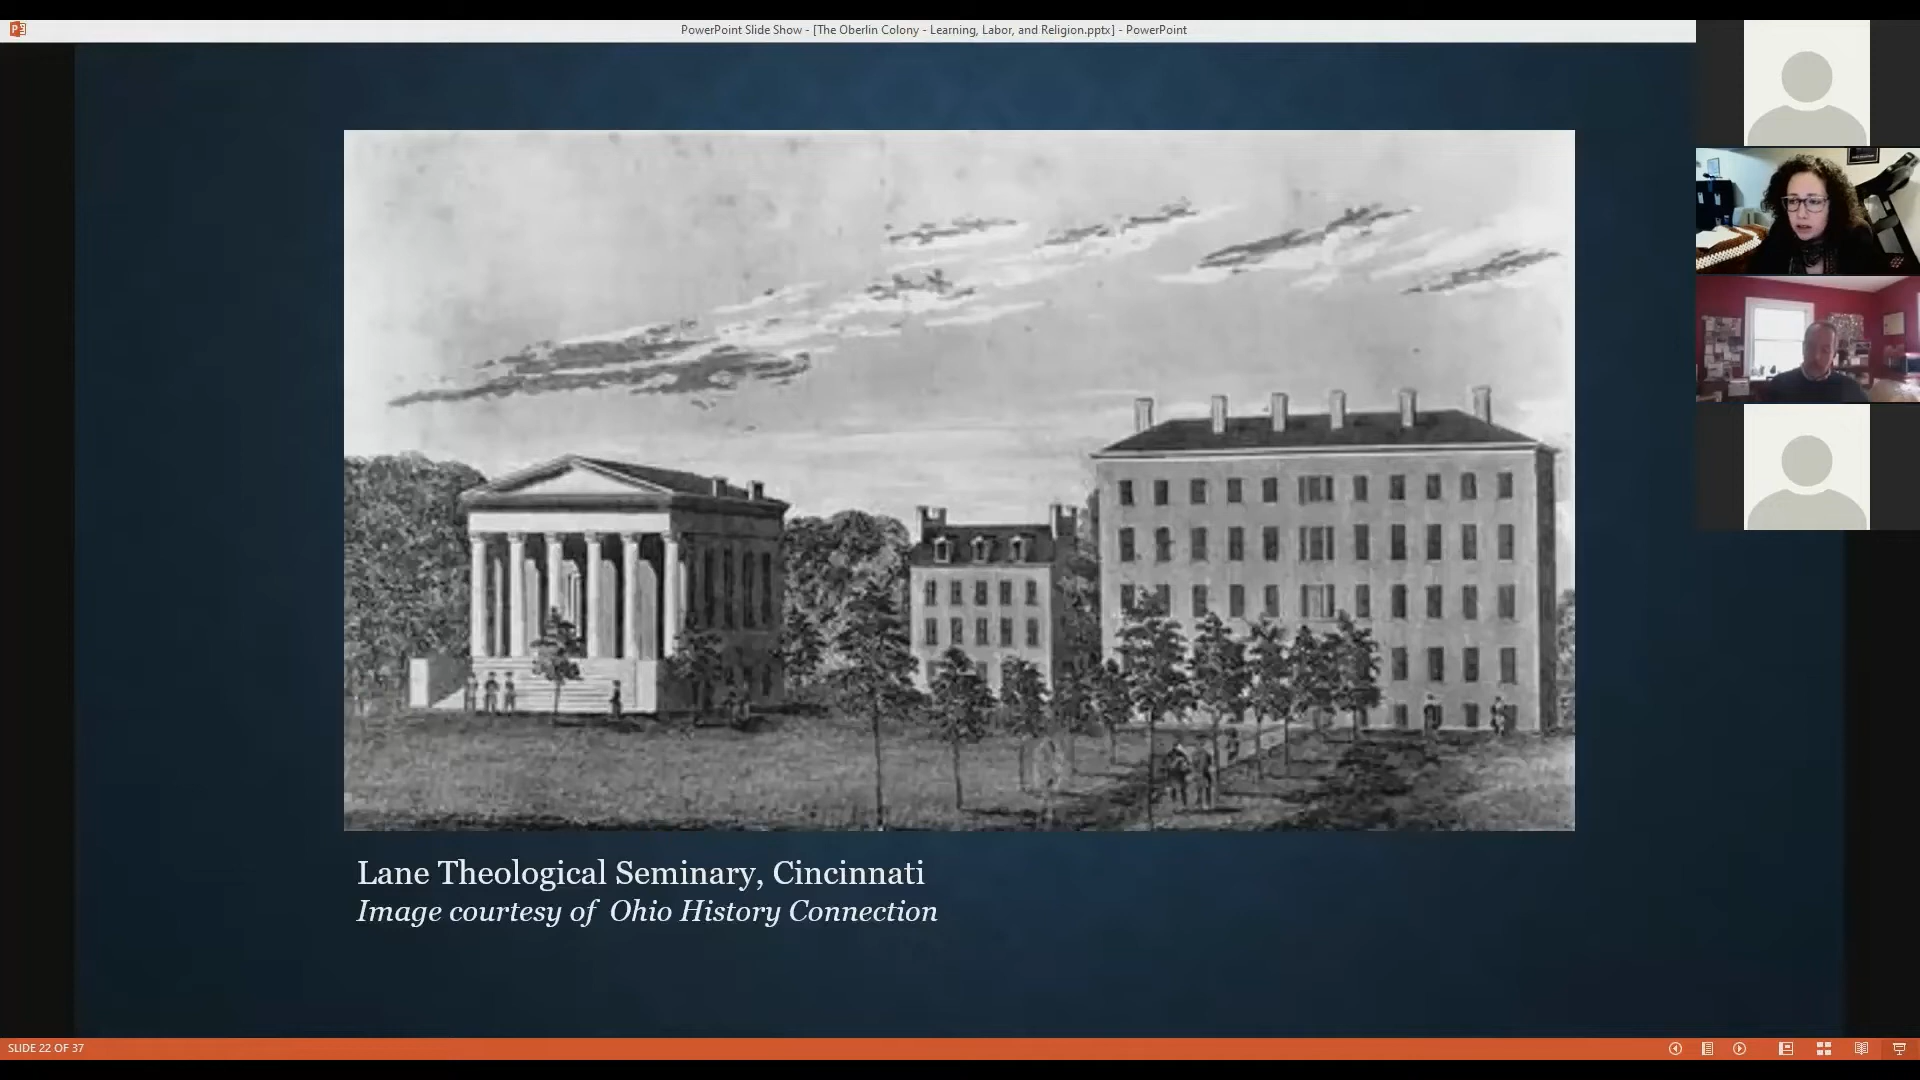 PowerPoint Slide Show - [The Oberlin Colony - Learning, Labor, and Religion.pptx] - PowerPoint
Lane Theological Seminary, Cincinnati
Image courtesy of Ohio History Connection
SLIDE 22 OF 37